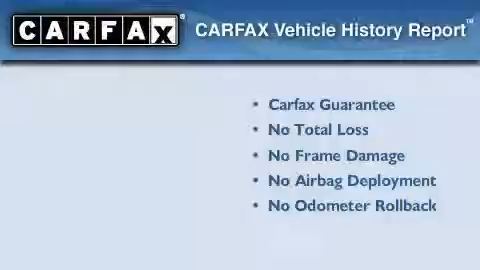 CARFAX® CARFAX Vehicle History Report™
• Carfax Guarantee
• No Total Loss
• No Frame Damage
• No Airbag Deployment
• No Odometer Rollback